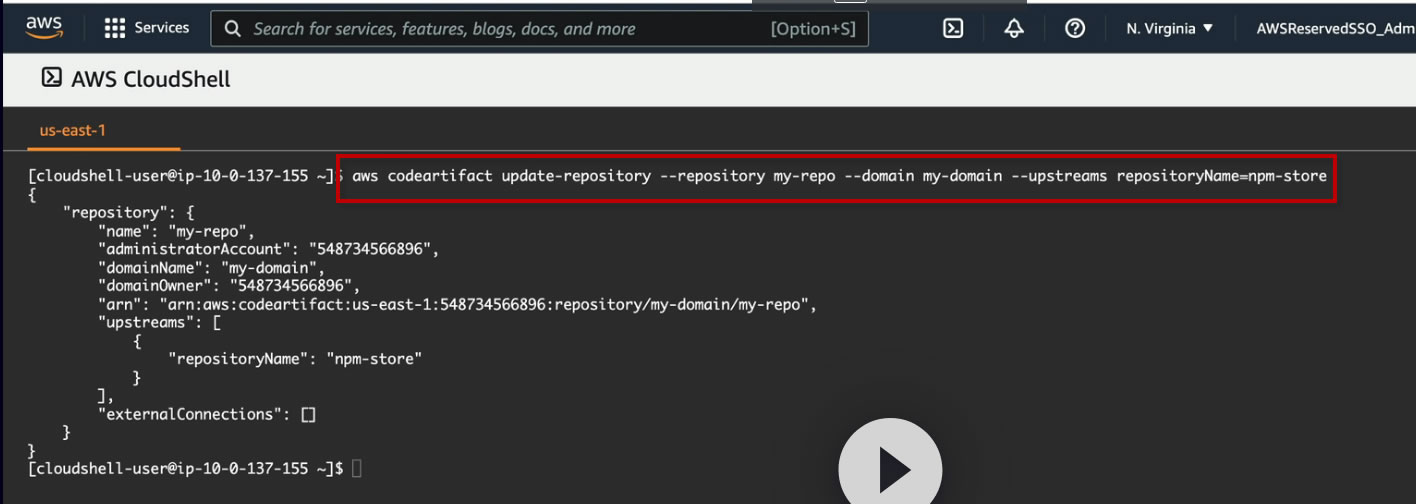 aws
Services
Search for services, features, blogs, docs, and more
[Option+S]
N. Virginia ▼
AWSReservedSSO_Adm
AWS CloudShell
us-east-1
[cloudshell-user@ip-10-0-137-155 ~]$ aws codeartifact update-repository --repository my-repo --domain my-domain --upstreams repositoryName=npm-store
{
    "repository": {
        "name": "my-repo",
        "administratorAccount": "548734566896",
        "domainName": "my-domain",
        "domainOwner": "548734566896",
        "arn": "arn:aws:codeartifact:us-east-1:548734566896:repository/my-domain/my-repo",
        "upstreams": [
            {
                "repositoryName": "npm-store"
            }
        ],
        "externalConnections": []
    }
}
[cloudshell-user@ip-10-0-137-155 ~]$